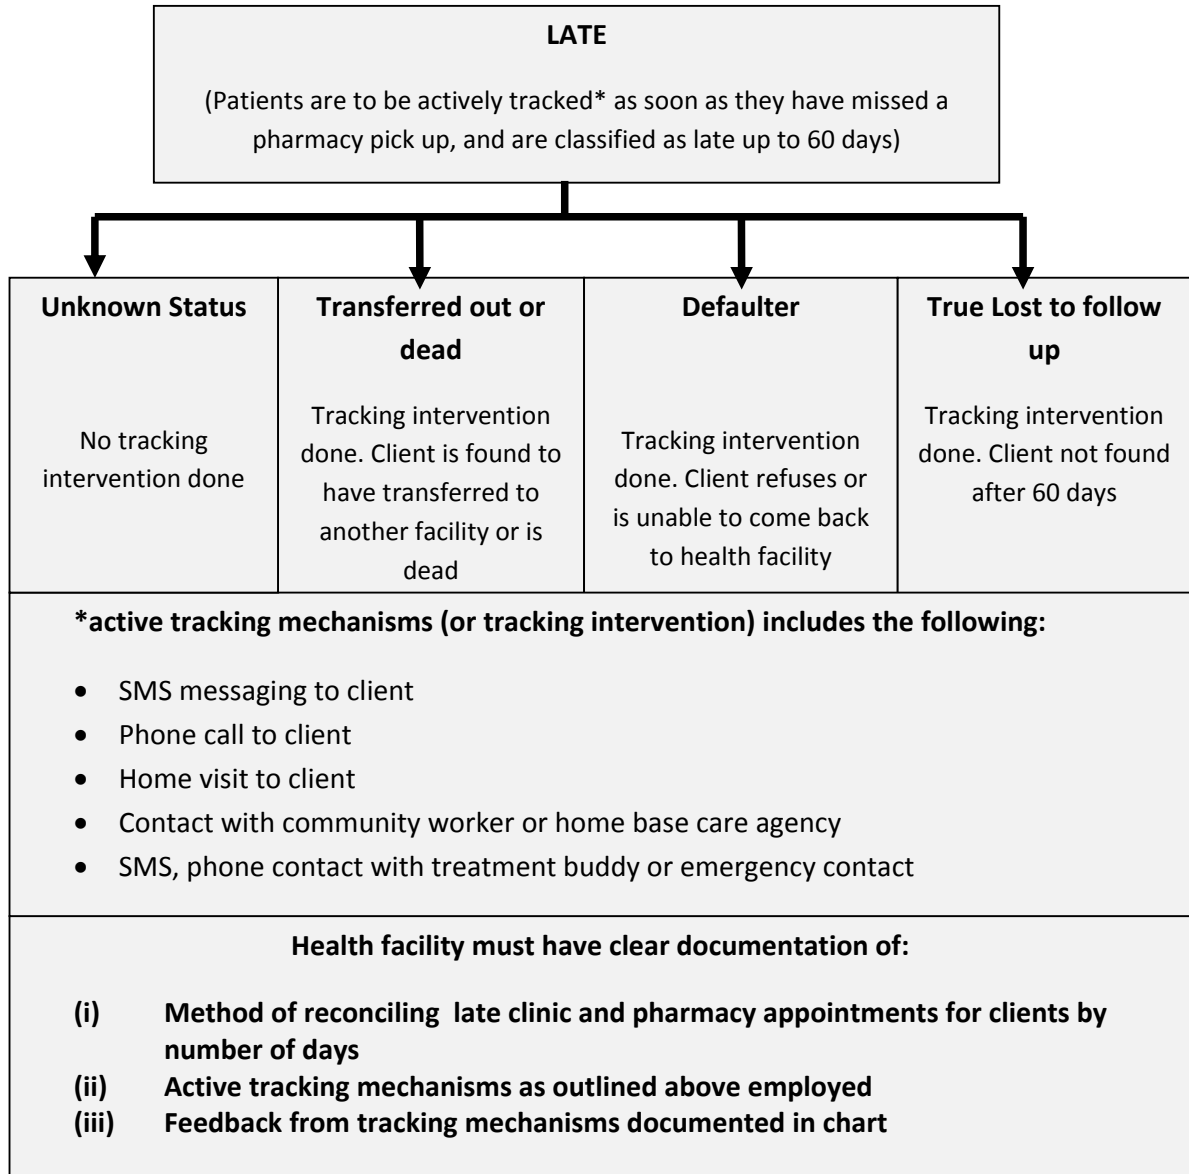 LATE
(Patients are to be actively tracked* as soon as they have missed a
pharmacy pick up, and are classified as late up to 60 days)
Unknown Status
No tracking
intervention done
Transferred out or
dead
Tracking intervention
done. Client is found to
have transferred to
another facility or is
dead
Defaulter
Tracking intervention
done. Client refuses or
is unable to come back
to health facility
True Lost to follow
up
Tracking intervention
done. Client not found
after 60 days
*active tracking mechanisms (or tracking intervention) includes the following:
• SMS messaging to client
• Phone call to client
• Home visit to client
• Contact with community worker or home base care agency
• SMS, phone contact with treatment buddy or emergency contact
Health facility must have clear documentation of:
(i) Method of reconciling late clinic and pharmacy appointments for clients by
number of days
(ii) Active tracking mechanisms as outlined above employed
(iii) Feedback from tracking mechanisms documented in chart